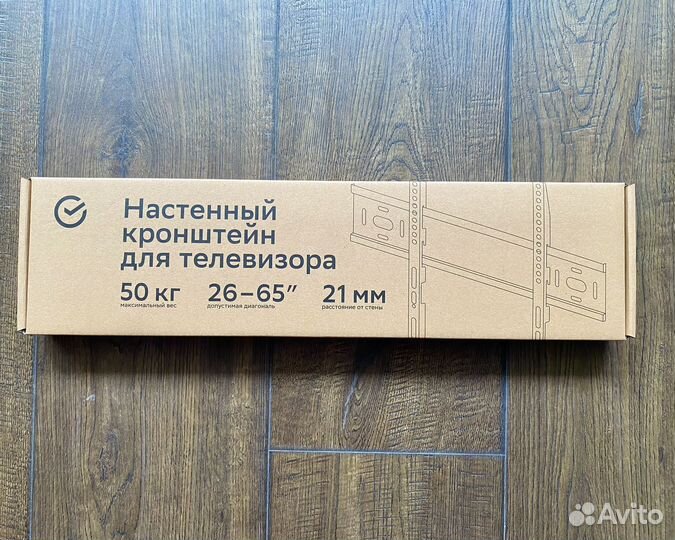 Настенный
кронштейн
для телевизора
50 кг 26–65” 21 мм
максимальный вес допустимая диагональ расстояние от стены
Avito